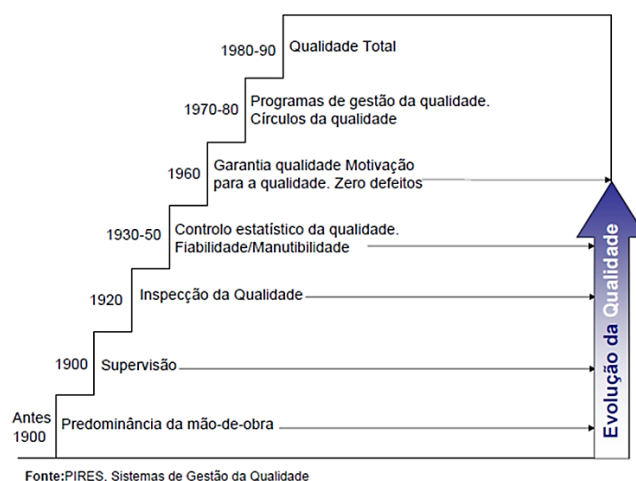 1980-90 Qualidade Total
1970-80 Programas de gestão da qualidade.
Círculos da qualidade
1960 Garantia qualidade Motivação
para a qualidade. Zero defeitos
1930-50 Controlo estatístico da qualidade.
Fiabilidade/Manutibilidade
1920 Inspecção da Qualidade
1900 Supervisão
Antes
1900 Predominância da mão-de-obra
Evolução da Qualidade
Fonte:PIRES, Sistemas de Gestão da Qualidade